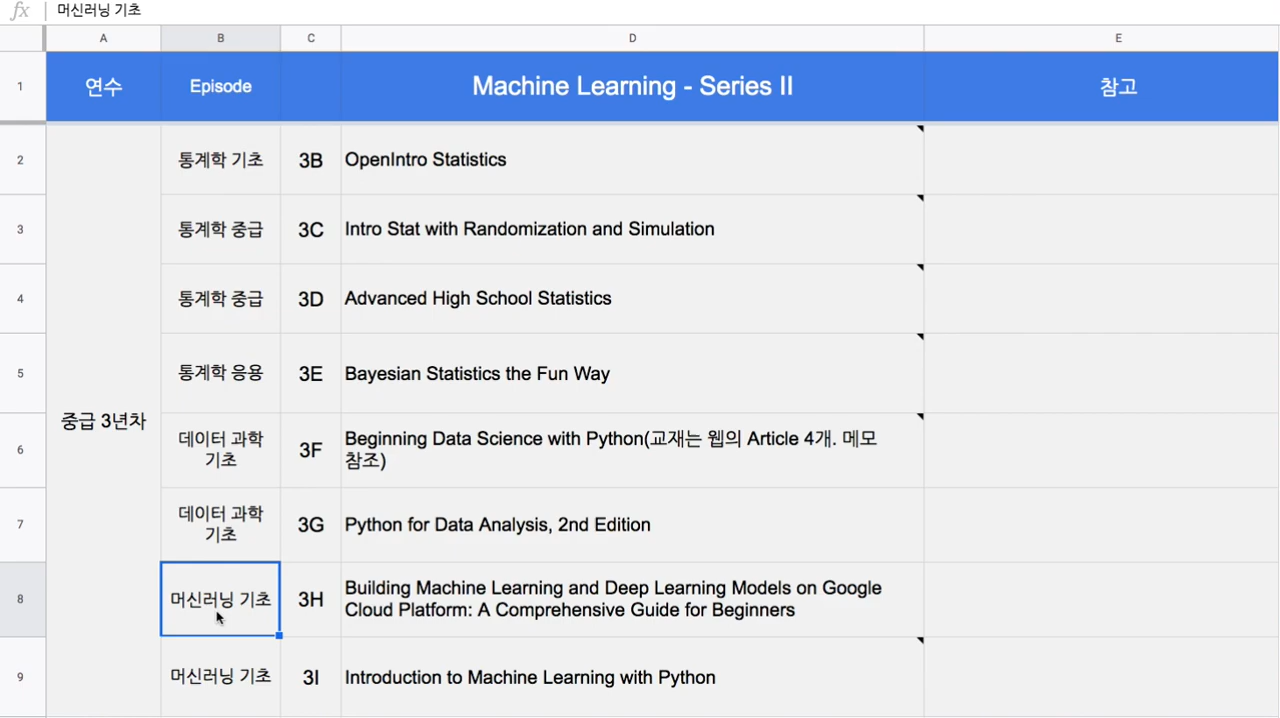 fx 머신러닝 기초
A B C D E
1 연수 Episode Machine Learning - Series II 참고
2 통계학 기초 3B OpenIntro Statistics
3 통계학 중급 3C Intro Stat with Randomization and Simulation
4 통계학 중급 3D Advanced High School Statistics
5 통계학 응용 3E Bayesian Statistics the Fun Way
중급 3년차
6 데이터 과학 기초 3F Beginning Data Science with Python(교재는 웹의 Article 4개. 메모
참조)
7 데이터 과학 기초 3G Python for Data Analysis, 2nd Edition
8 머신러닝 기초 3H Building Machine Learning and Deep Learning Models on Google
Cloud Platform: A Comprehensive Guide for Beginners
9 머신러닝 기초 3I Introduction to Machine Learning with Python